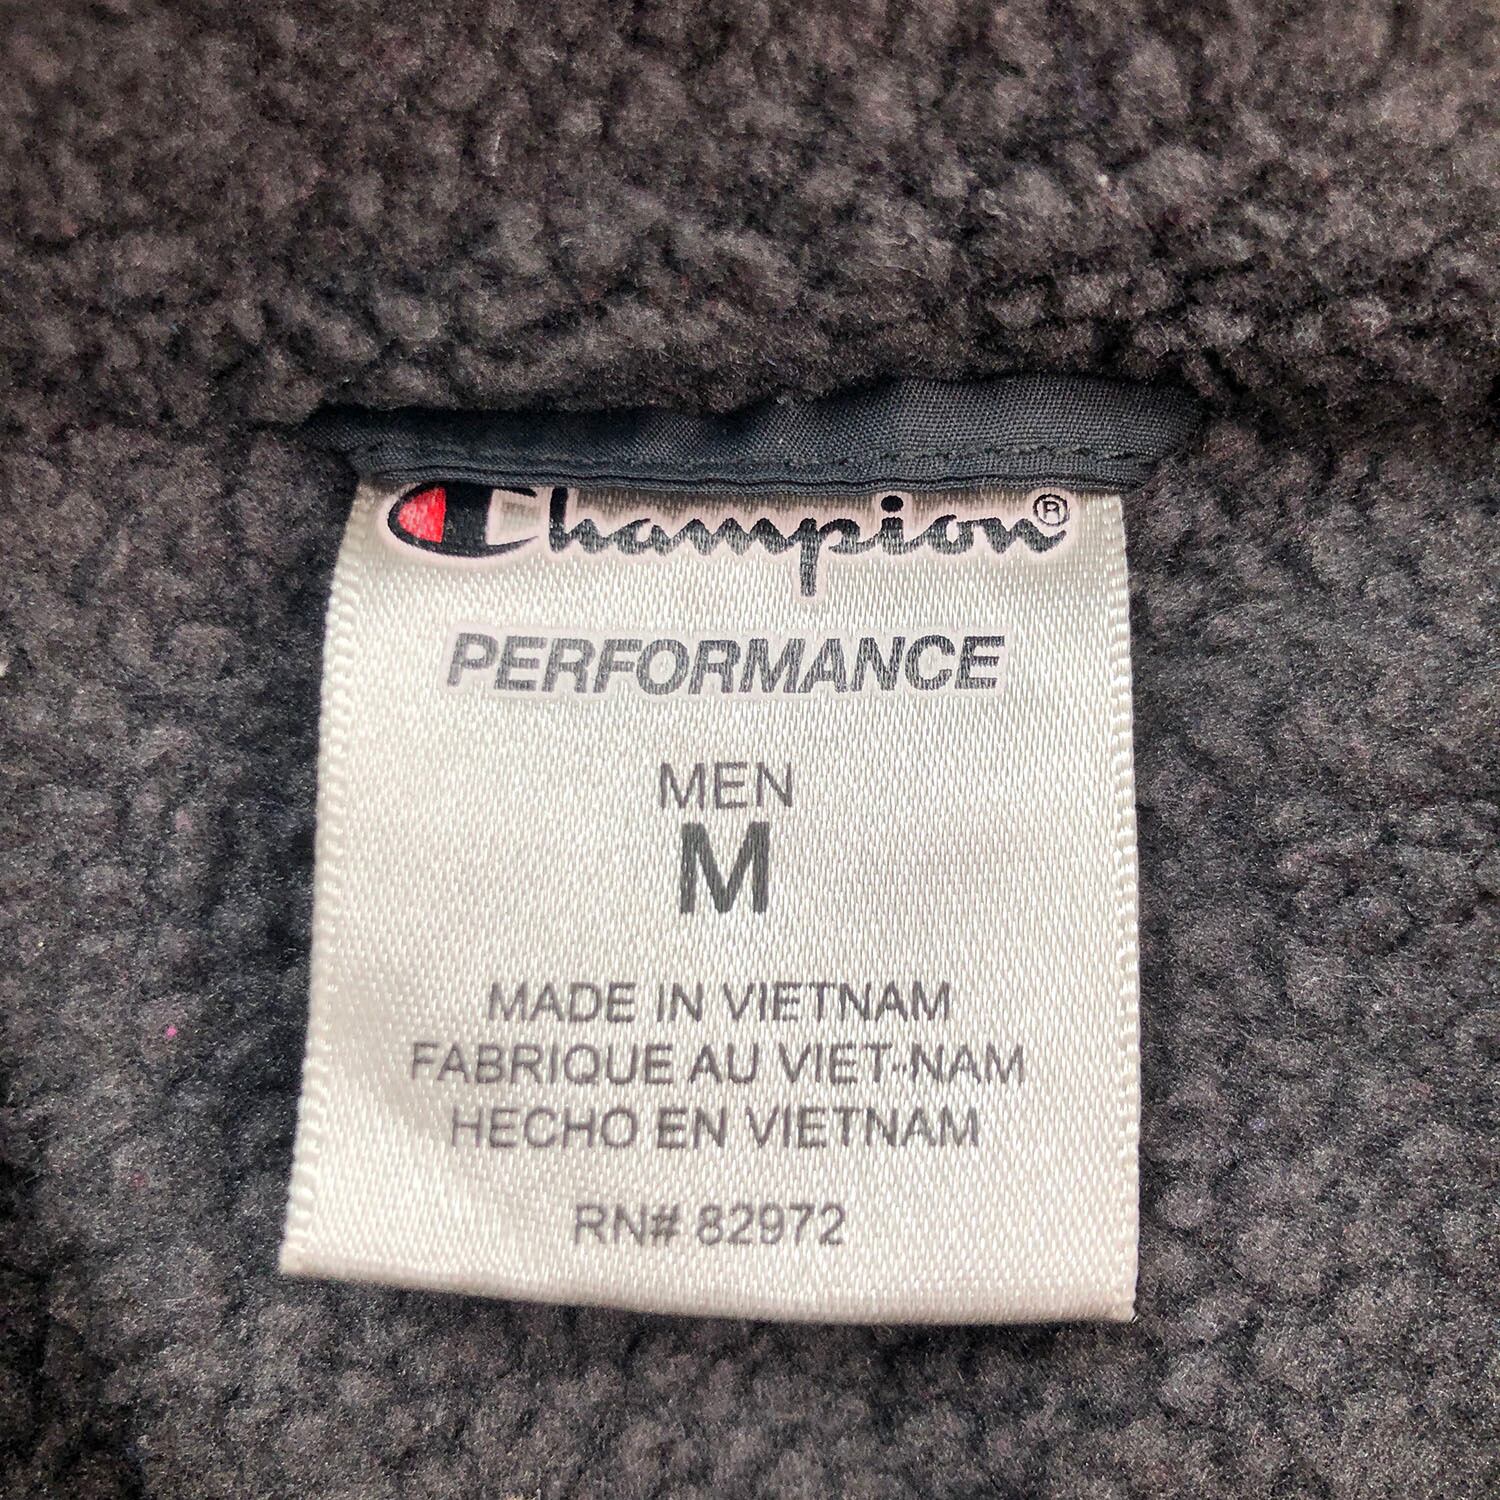 Champion®
PERFORMANCE
MEN
M
MADE IN VIETNAM
FABRIQUE AU VIET-NAM
HECHO EN VIETNAM
RN# 82972